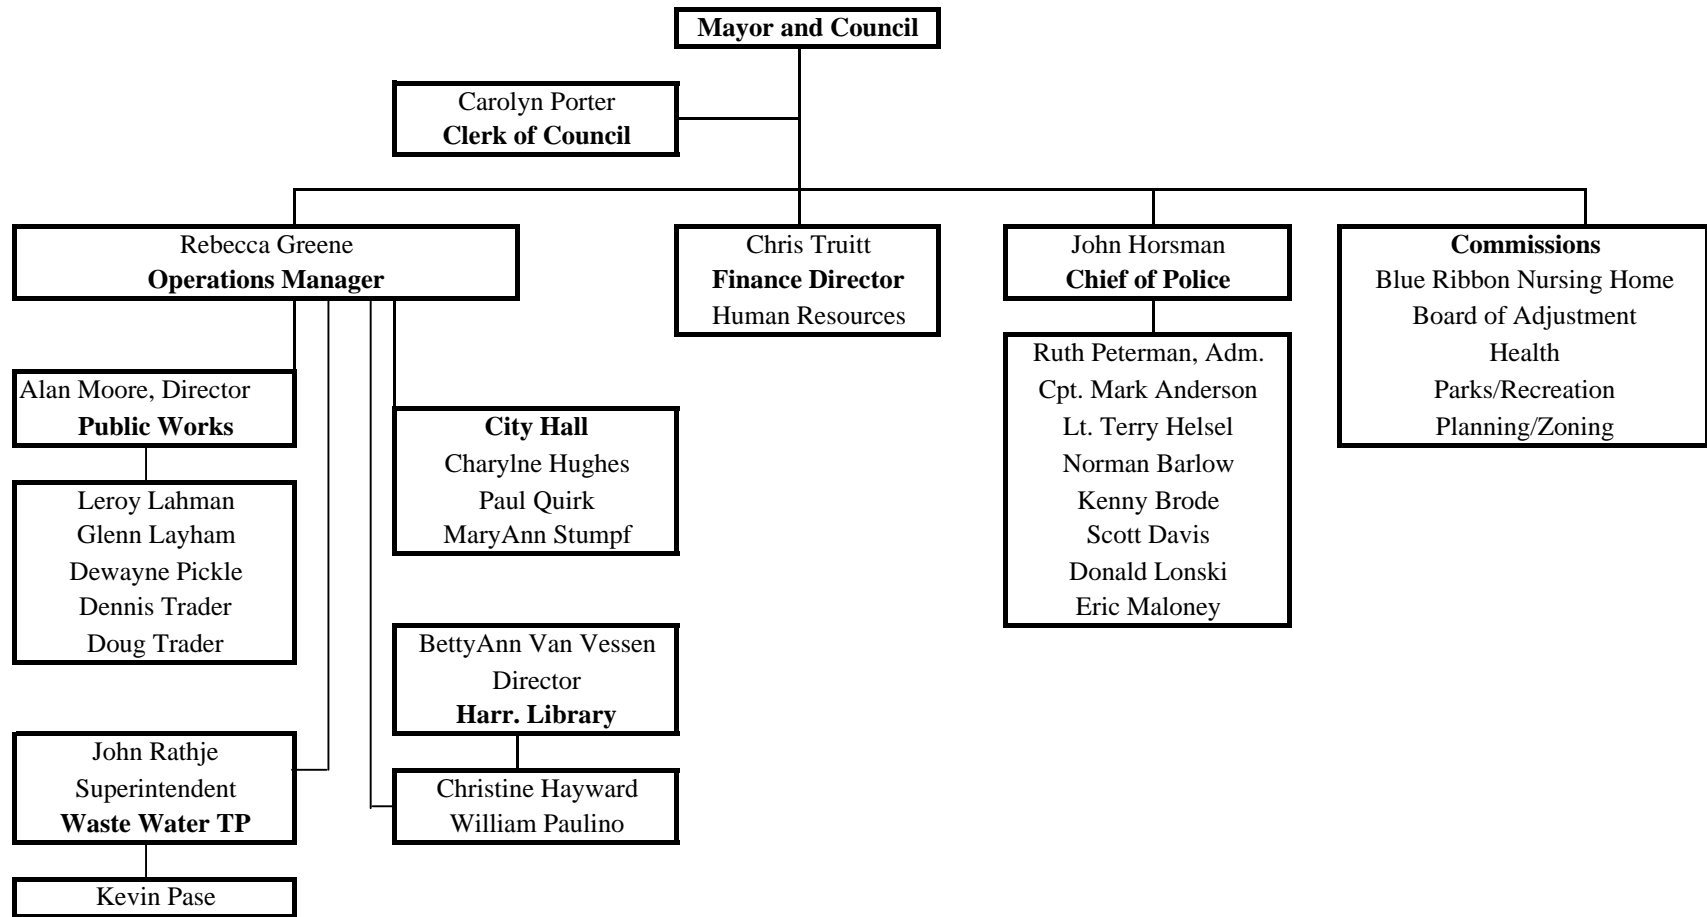 Mayor and Council
Carolyn Porter
Clerk of Council
Rebecca Greene
Operations Manager
Chris Truitt
Finance Director
Human Resources
John Horsman
Chief of Police
Commissions
Blue Ribbon Nursing Home
Board of Adjustment
Health
Parks/Recreation
Planning/Zoning
Alan Moore, Director
Public Works
Leroy Lahman
Glenn Layham
Dewayne Pickle
Dennis Trader
Doug Trader
John Rathje
Superintendent
Waste Water TP
Kevin Pase
City Hall
Charylne Hughes
Paul Quirk
MaryAnn Stumpf
BettyAnn Van Vessen
Director
Harr. Library
Christine Hayward
William Paulino
Ruth Peterman, Adm.
Cpt. Mark Anderson
Lt. Terry Helsel
Norman Barlow
Kenny Brode
Scott Davis
Donald Lonski
Eric Maloney